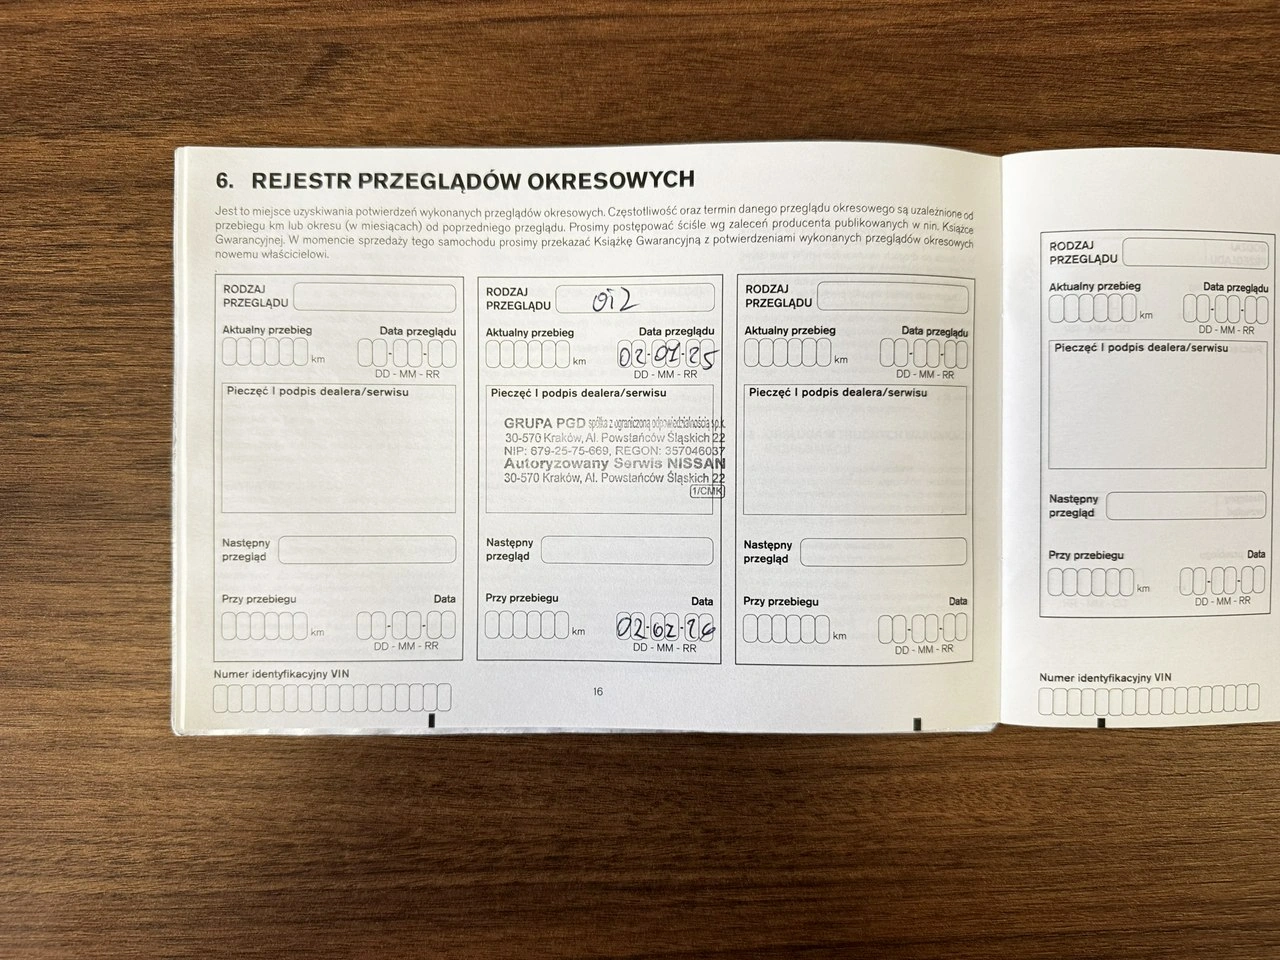 6. REJESTR PRZEGLĄDÓW OKRESOWYCH
Jest to miejsce uzyskiwania potwierdzeń wykonanych przeglądów okresowych. Częstotliwość oraz termin danego przeglądu okresowego są uzależnione od
przebiegu km lub okresu (w miesiącach) od poprzedniego przeglądu. Prosimy postępować ściśle wg zaleceń producenta publikowanych w nin. Książce
Gwarancyjnej. W momencie sprzedaży tego samochodu prosimy przekazać Książkę Gwarancyjną z potwierdzeniami wykonanych przeglądów okresowych
nowemu właścicielowi.
RODZAJ
PRZEGLĄDU
Aktualny przebieg Data przeglądu
km
DD - MM - RR
Pieczęć I podpis dealera/serwisu
Następny
przegląd
Przy przebiegu Data
km
DD - MM - RR
Numer identyfikacyjny VIN
RODZAJ
PRZEGLĄDU
Aktualny przebieg Data przeglądu
km 02-01-25
DD - MM - RR
Pieczęć I podpis dealera/serwisu
GRUPA PGD spółka z ograniczoną odpowiedzialnością sp.k.
30-570 Kraków, Al. Powstańców Śląskich 22
NIP: 679-25-75-669, REGON: 357046037
Autoryzowany Serwis NISSAN
30-570 Kraków, Al. Powstańców Śląskich 22
1/CMK
Następny
przegląd
Przy przebiegu Data
km 02-02-26
DD - MM - RR
16
RODZAJ
PRZEGLĄDU
Aktualny przebieg Data przeglądu
km
DD - MM - RR
Pieczęć I podpis dealera/serwisu
Następny
przegląd
Przy przebiegu Data
km
DD - MM - RR
RODZAJ
PRZEGLĄDU
Aktualny przebieg Data przeglądu
km
DD - MM - RR
Pieczęć I podpis dealera/serwisu
Następny
przegląd
Przy przebiegu Data
km
DD - MM - RR
Numer identyfikacyjny VIN